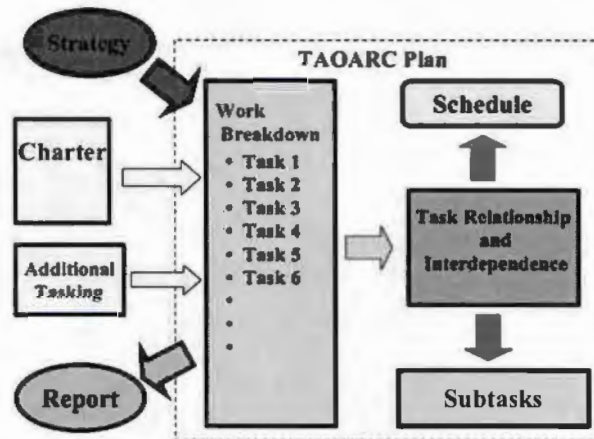 Strategy
TAOARC Plan
Charter
Additional
Tasking
Report
Work
Breakdown
• Task 1
• Task 2
• Task 3
• Task 4
• Task 5
• Task 6
•
•
•
Schedule
Task Relationship
and
Interdependence
Subtasks